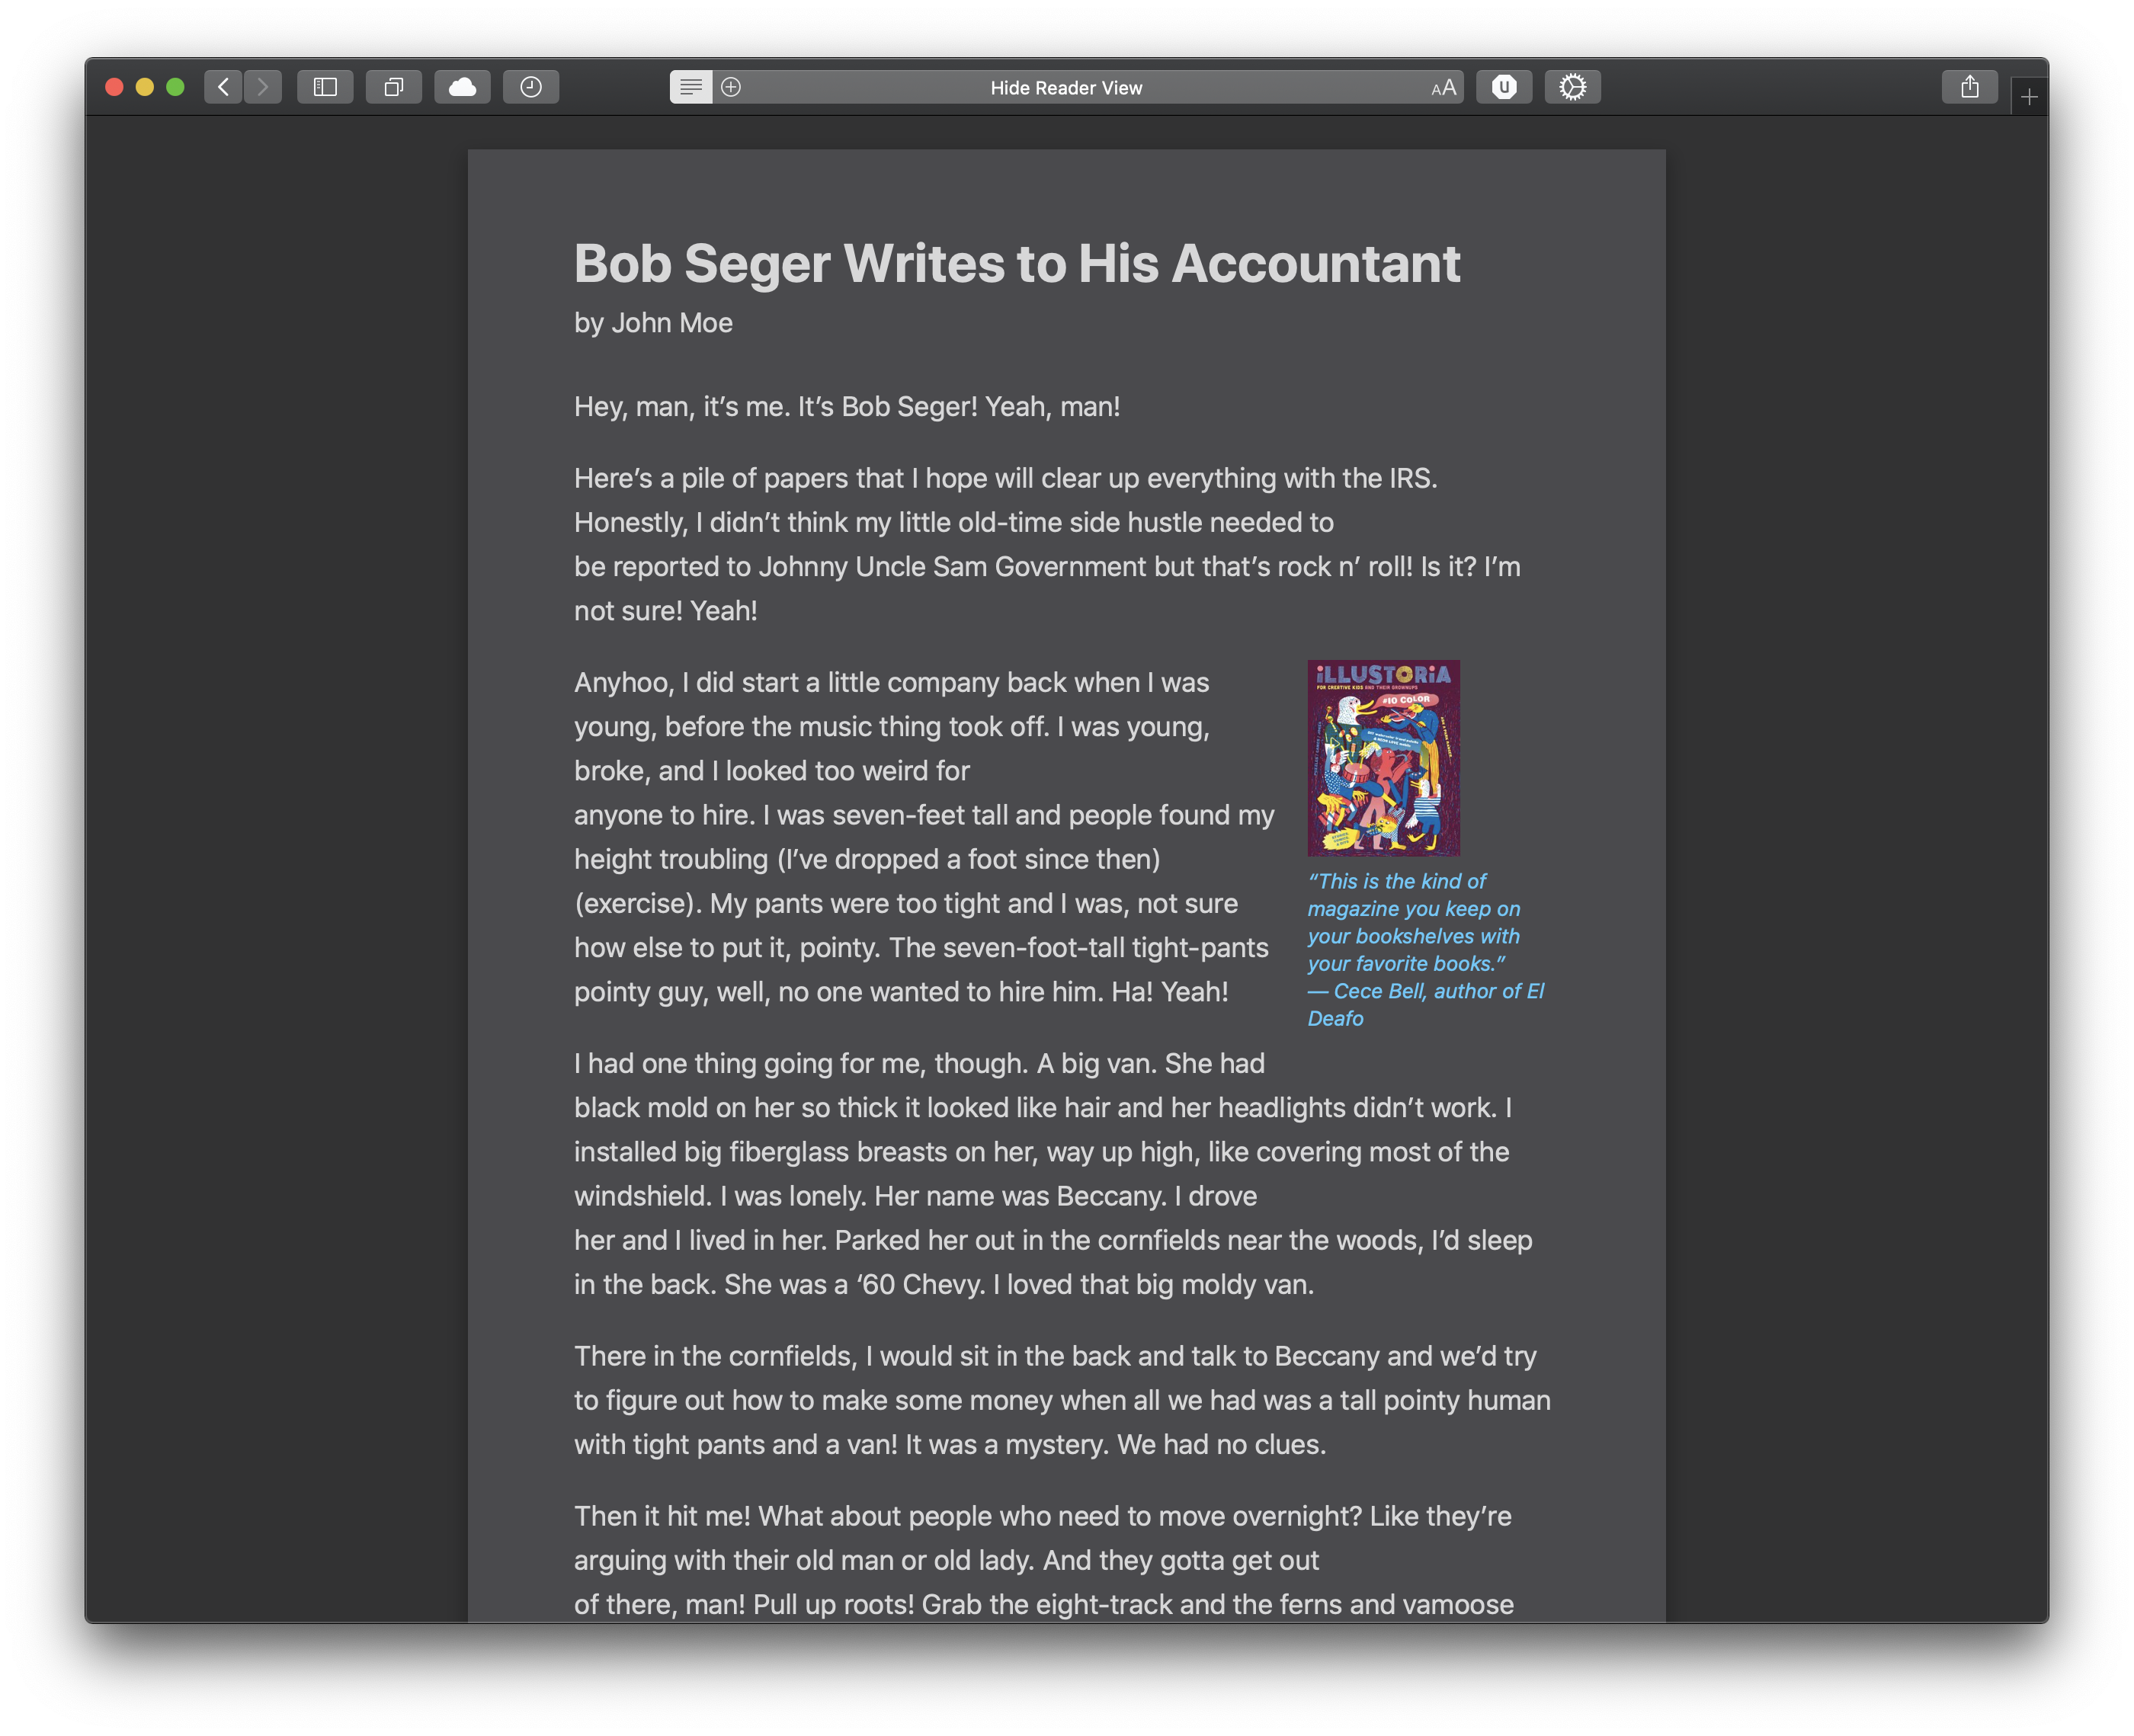 Hide Reader View
AA
U
Bob Seger Writes to His Accountant
by John Moe
Hey, man, it’s me. It’s Bob Seger! Yeah, man!
Here’s a pile of papers that I hope will clear up everything with the IRS.
Honestly, I didn’t think my little old-time side hustle needed to
be reported to Johnny Uncle Sam Government but that’s rock n’ roll! Is it? I’m
not sure! Yeah!
Anyhoo, I did start a little company back when I was
young, before the music thing took off. I was young,
broke, and I looked too weird for
anyone to hire. I was seven-feet tall and people found my
height troubling (I’ve dropped a foot since then)
(exercise). My pants were too tight and I was, not sure
how else to put it, pointy. The seven-foot-tall tight-pants
pointy guy, well, no one wanted to hire him. Ha! Yeah!
iLLUSTORiA
FOR CREATIVE KIDS AND THEIR GROWNUPS
#10 COLOR
“This is the kind of
magazine you keep on
your bookshelves with
your favorite books.”
— Cece Bell, author of El
Deafo
I had one thing going for me, though. A big van. She had
black mold on her so thick it looked like hair and her headlights didn’t work. I
installed big fiberglass breasts on her, way up high, like covering most of the
windshield. I was lonely. Her name was Beccany. I drove
her and I lived in her. Parked her out in the cornfields near the woods, I’d sleep
in the back. She was a ‘60 Chevy. I loved that big moldy van.
There in the cornfields, I would sit in the back and talk to Beccany and we’d try
to figure out how to make some money when all we had was a tall pointy human
with tight pants and a van! It was a mystery. We had no clues.
Then it hit me! What about people who need to move overnight? Like they’re
arguing with their old man or old lady. And they gotta get out
of there, man! Pull up roots! Grab the eight-track and the ferns and vamoose